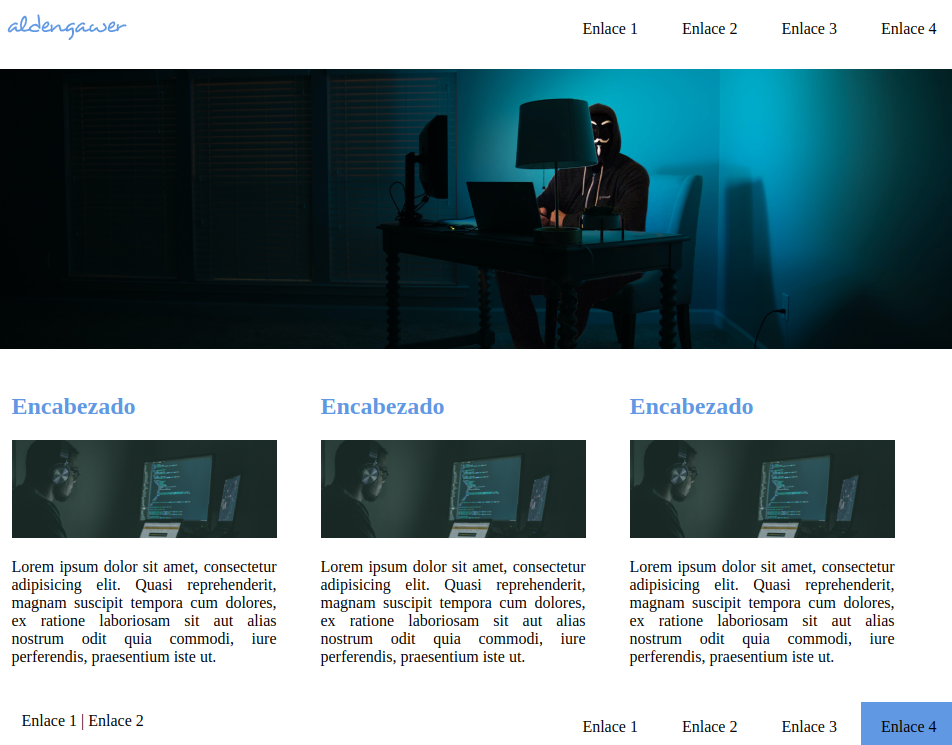 aldengawer
Enlace 1 Enlace 2 Enlace 3 Enlace 4
Encabezado
Lorem ipsum dolor sit amet, consectetur
adipisicing elit. Quasi reprehenderit,
magnam suscipit tempora cum dolores,
ex ratione laboriosam sit aut alias
nostrum odit quia commodi, iure
perferendis, praesentium iste ut.
Encabezado
Lorem ipsum dolor sit amet, consectetur
adipisicing elit. Quasi reprehenderit,
magnam suscipit tempora cum dolores,
ex ratione laboriosam sit aut alias
nostrum odit quia commodi, iure
perferendis, praesentium iste ut.
Encabezado
Lorem ipsum dolor sit amet, consectetur
adipisicing elit. Quasi reprehenderit,
magnam suscipit tempora cum dolores,
ex ratione laboriosam sit aut alias
nostrum odit quia commodi, iure
perferendis, praesentium iste ut.
Enlace 1 | Enlace 2
Enlace 1 Enlace 2 Enlace 3 Enlace 4